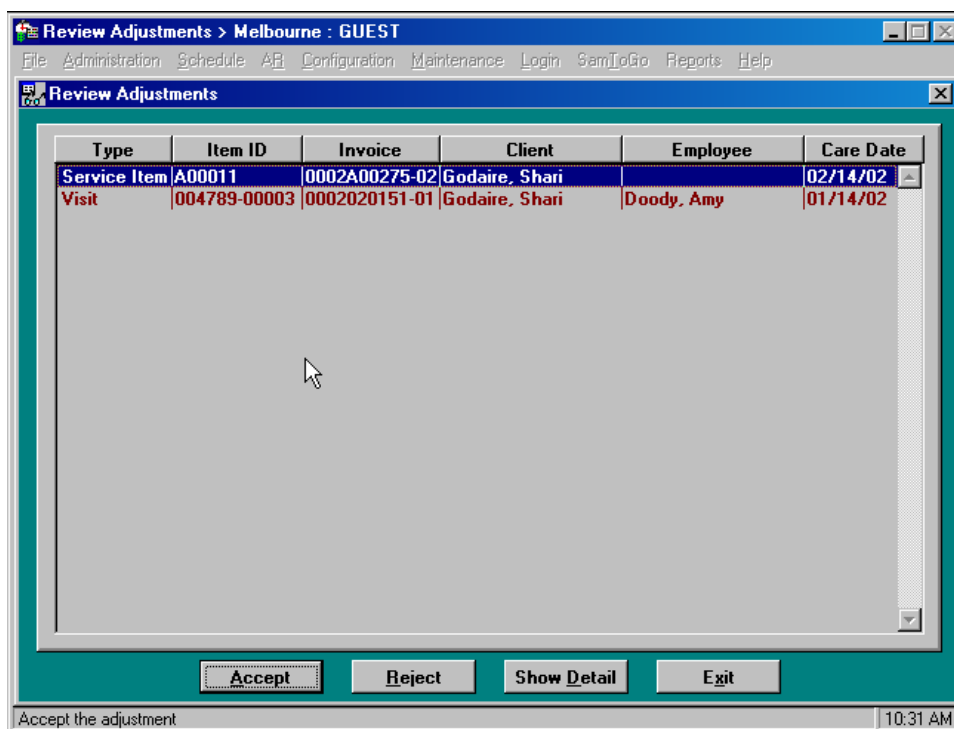 Review Adjustments > Melbourne : GUEST
File Administration Schedule AR Configuration Maintenance Login SamToGo Reports Help
Review Adjustments
Type Item ID Invoice Client Employee Care Date
Service Item A00011 0002A00275-02 Godaire, Shari 02/14/02
Visit 004789-00003 0002020151-01 Godaire, Shari Doody, Amy 01/14/02
Accept Reject Show Detail Exit
Accept the adjustment 10:31 AM